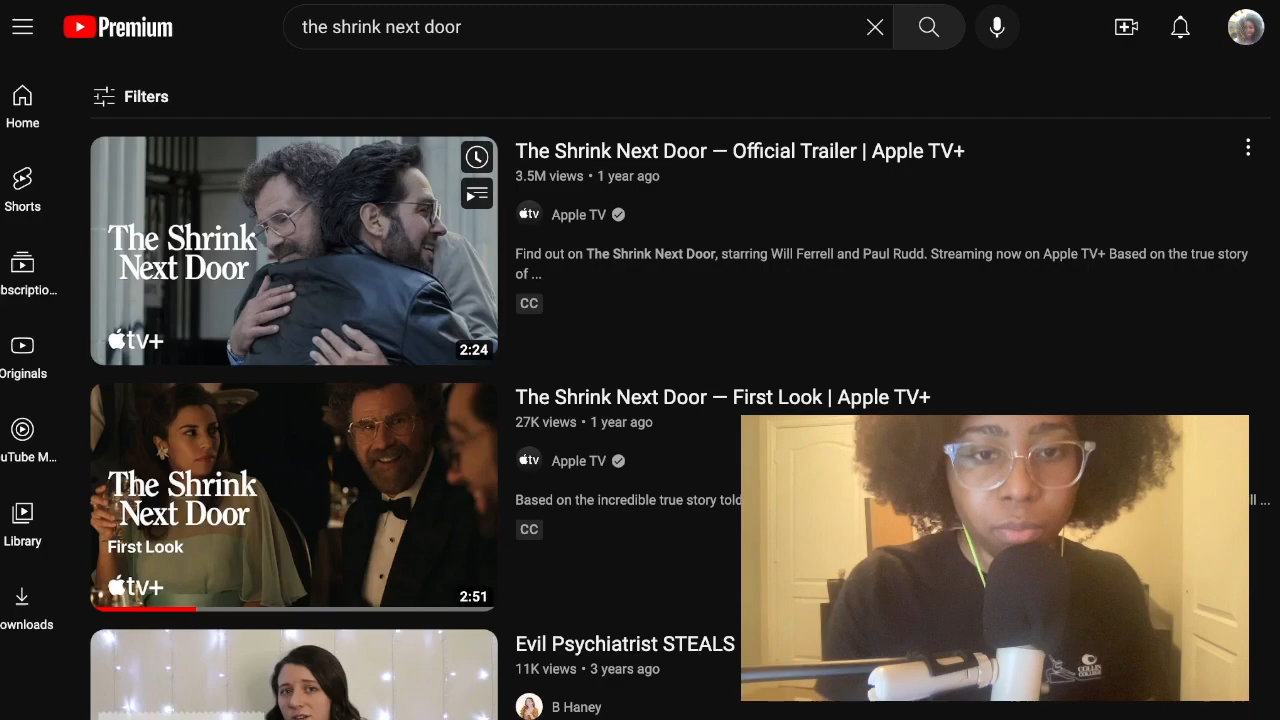 Premium
the shrink next door
Filters
Home
Shorts
bscriptio...
Originals
uTube M...
Library
ownloads
The Shrink
Next Door
tv+
2:24
The Shrink Next Door — Official Trailer | Apple TV+
3.5M views • 1 year ago
tv Apple TV
Find out on The Shrink Next Door, starring Will Ferrell and Paul Rudd. Streaming now on Apple TV+ Based on the true story
of ...
CC
The Shrink
Next Door
First Look
tv+
2:51
The Shrink Next Door — First Look | Apple TV+
27K views • 1 year ago
tv Apple TV
Based on the incredible true story told
ll ...
CC
Evil Psychiatrist STEALS
11K views • 3 years ago
B Haney
COLLIN
COLLEGE